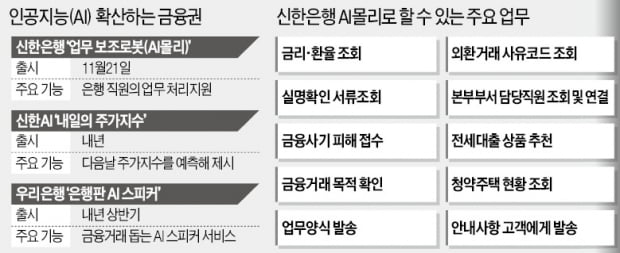 인공지능(AI) 확산하는 금융권
신한은행 '업무 보조로봇(AI몰리)'
출시 11월21일
주요 기능 은행 직원의 업무 처리지원
신한AI '내일의 주가지수'
출시 내년
주요 기능 다음날 주가지수를 예측해 제시
우리은행 '은행판 AI 스피커'
출시 내년 상반기
주요 기능 금융거래 돕는 AI 스피커 서비스
신한은행 AI몰리로 할 수 있는 주요 업무
금리·환율 조회
외환거래 사유코드 조회
실명확인 서류조회
본부부서 담당직원 조회 및 연결
금융사기 피해 접수
전세대출 상품 추천
금융거래 목적 확인
청약주택 현황 조회
업무양식 발송
안내사항 고객에게 발송